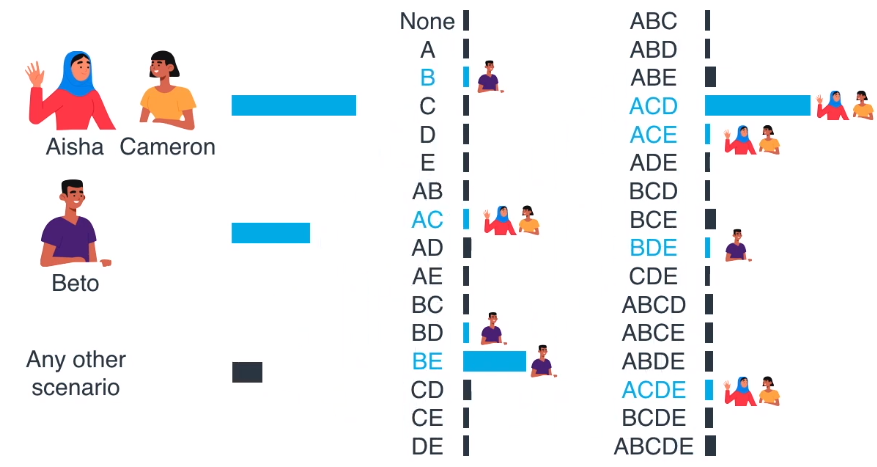 Aisha
Cameron
Beto
Any other
scenario
None
A
B
C
D
E
AB
AC
AD
AE
BC
BD
BE
CD
CE
DE
ABC
ABD
ABE
ACD
ACE
ADE
BCD
BCE
BDE
CDE
ABCD
ABCE
ABDE
ACDE
BCDE
ABCDE